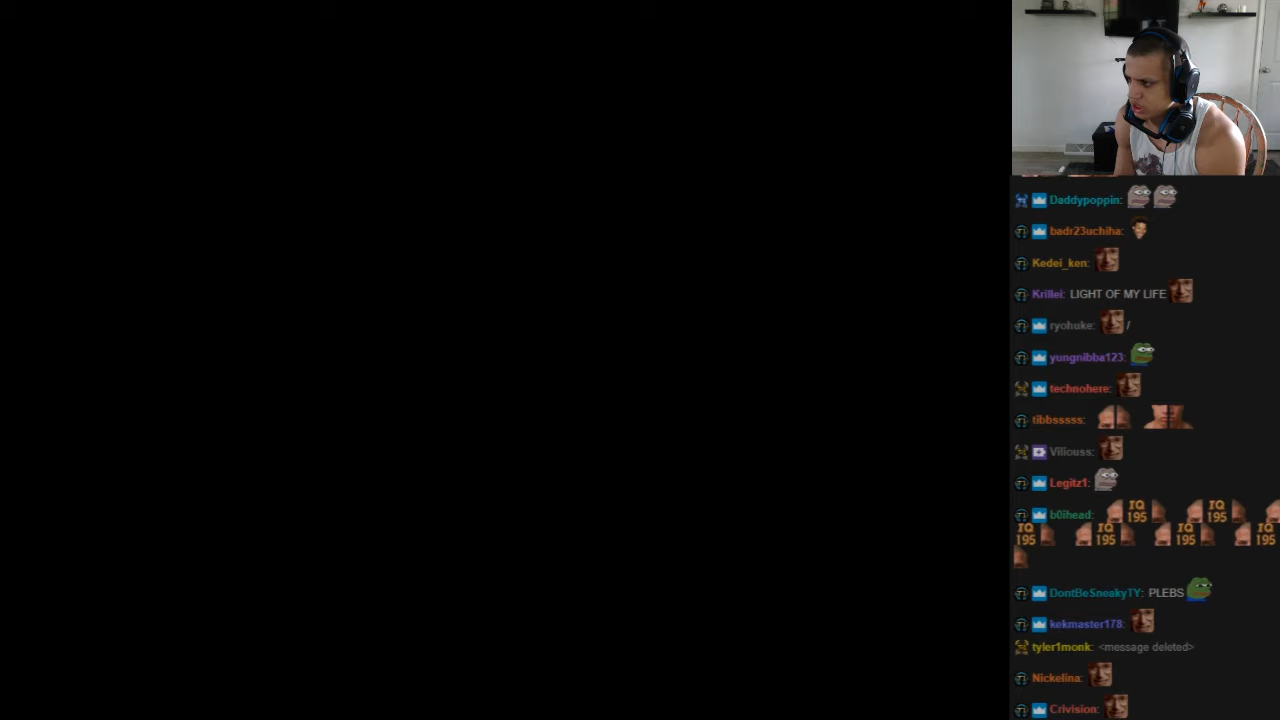 Daddypoppin:
badr23uchiha:
Kedei_ken:
Krillei: LIGHT OF MY LIFE
ryohuke: /
yungnibba123:
technohere:
tibbsssss:
Viliouss:
Legitz1:
b0ihead: IQ 195 IQ 195
IQ 195 IQ 195 IQ 195 IQ 195
DontBeSneakyTY: PLEBS
kekmaster178:
tyler1monk: <message deleted>
Nickelina:
Crivision: